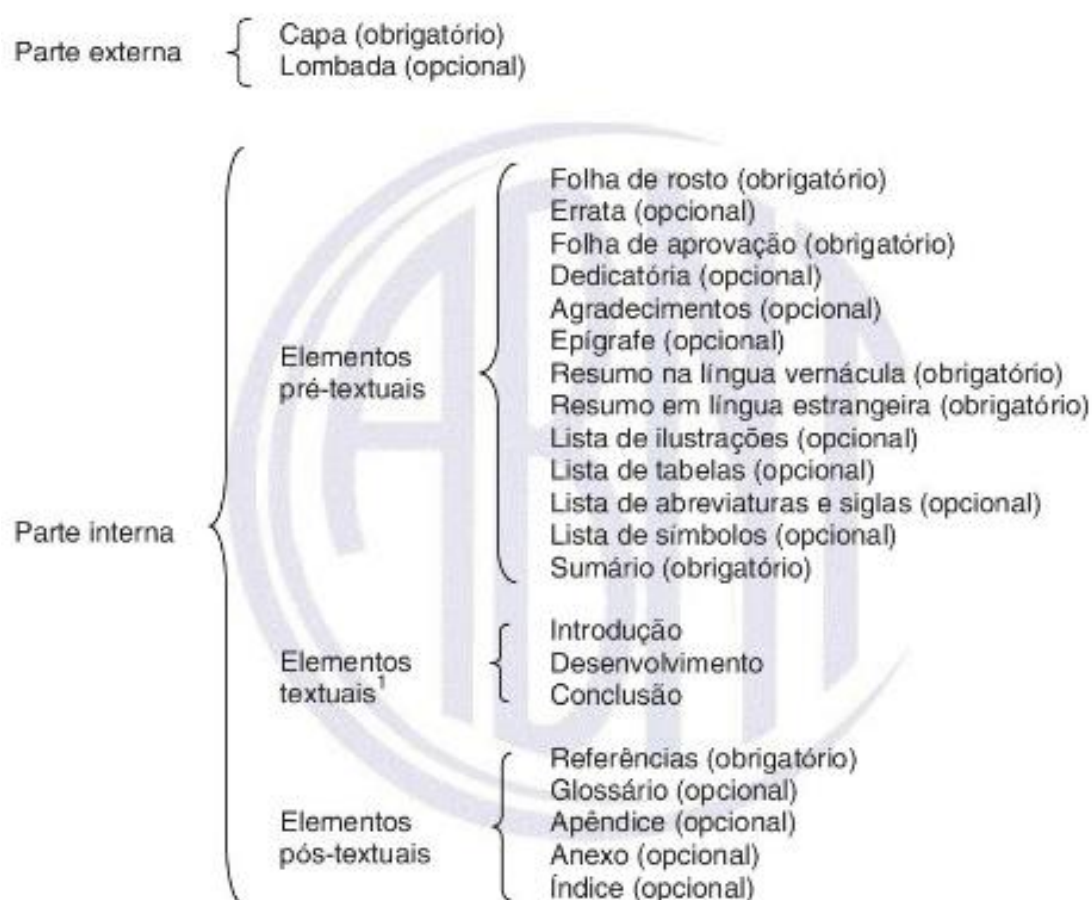 Parte externa
Capa (obrigatório)
Lombada (opcional)
Parte interna
Elementos
pré-textuais
Folha de rosto (obrigatório)
Errata (opcional)
Folha de aprovação (obrigatório)
Dedicatória (opcional)
Agradecimentos (opcional)
Epígrafe (opcional)
Resumo na língua vernácula (obrigatório)
Resumo em língua estrangeira (obrigatório)
Lista de ilustrações (opcional)
Lista de tabelas (opcional)
Lista de abreviaturas e siglas (opcional)
Lista de símbolos (opcional)
Sumário (obrigatório)
Elementos
textuais¹
Introdução
Desenvolvimento
Conclusão
Elementos
pós-textuais
Referências (obrigatório)
Glossário (opcional)
Apêndice (opcional)
Anexo (opcional)
Índice (opcional)
ABNT